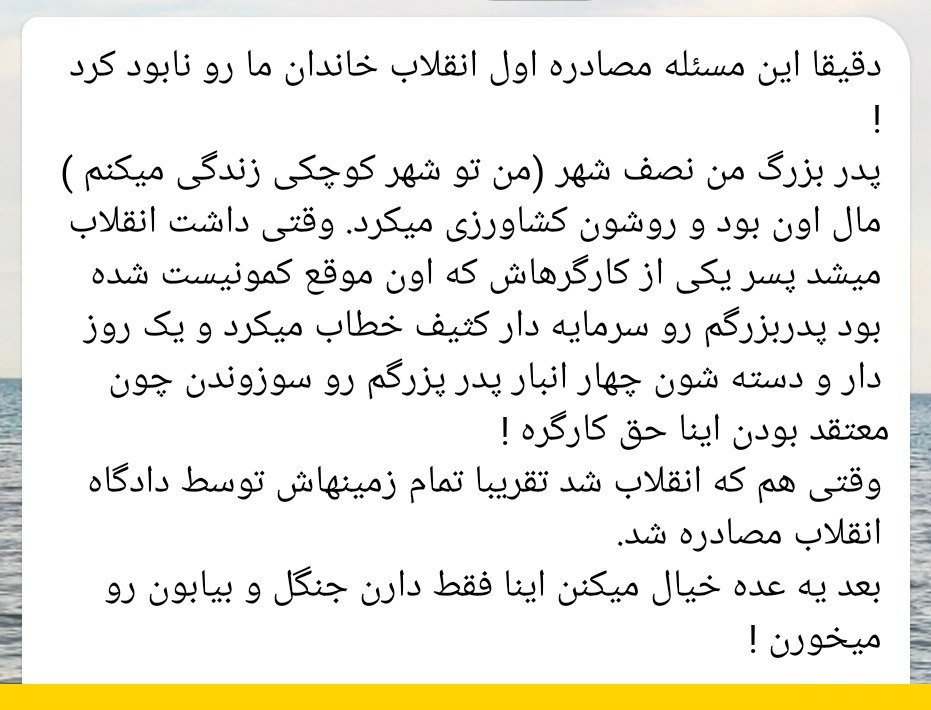 دقیقا این مسئله مصادره اول انقلاب خاندان ما رو نابود کرد
!
پدر بزرگ من نصف شهر (من تو شهر کوچکی زندگی میکنم )
مال اون بود و روشون کشاورزی میکرد. وقتی داشت انقلاب
میشد پسر یکی از کارگرهاش که اون موقع کمونیست شده
بود پدربزرگم رو سرمایه دار کثیف خطاب میکرد و یک روز
دار و دسته شون چهار انبار پدر پزرگم رو سوزوندن چون
معتقد بودن اینا حق کارگره !
وقتی هم که انقلاب شد تقریبا تمام زمینهاش توسط دادگاه
انقلاب مصادره شد.
بعد یه عده خیال میکنن اینا فقط دارن جنگل و بیابون رو
میخورن !